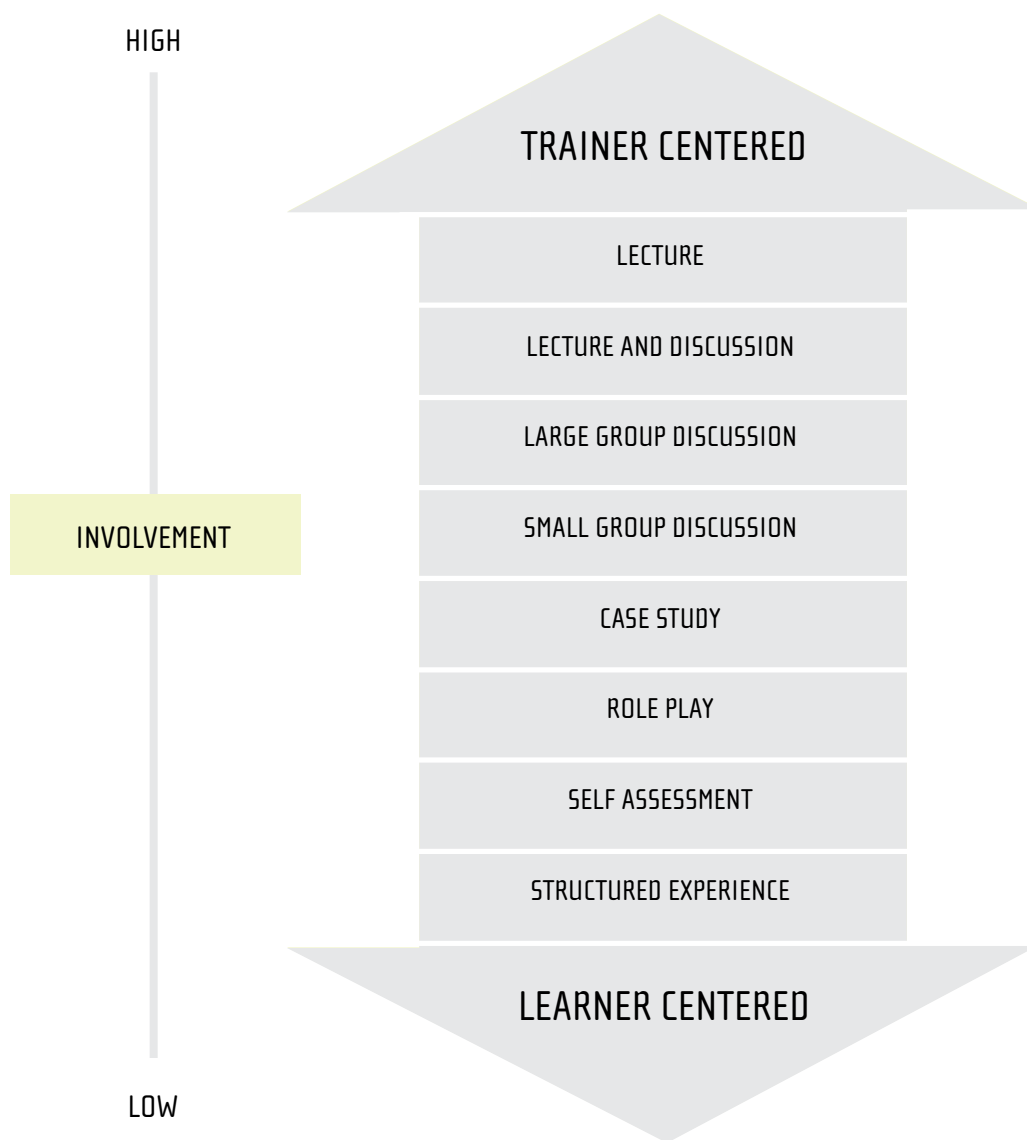 HIGH
TRAINER CENTERED
LECTURE
LECTURE AND DISCUSSION
LARGE GROUP DISCUSSION
SMALL GROUP DISCUSSION
INVOLVEMENT
CASE STUDY
ROLE PLAY
SELF ASSESSMENT
STRUCTURED EXPERIENCE
LEARNER CENTERED
LOW